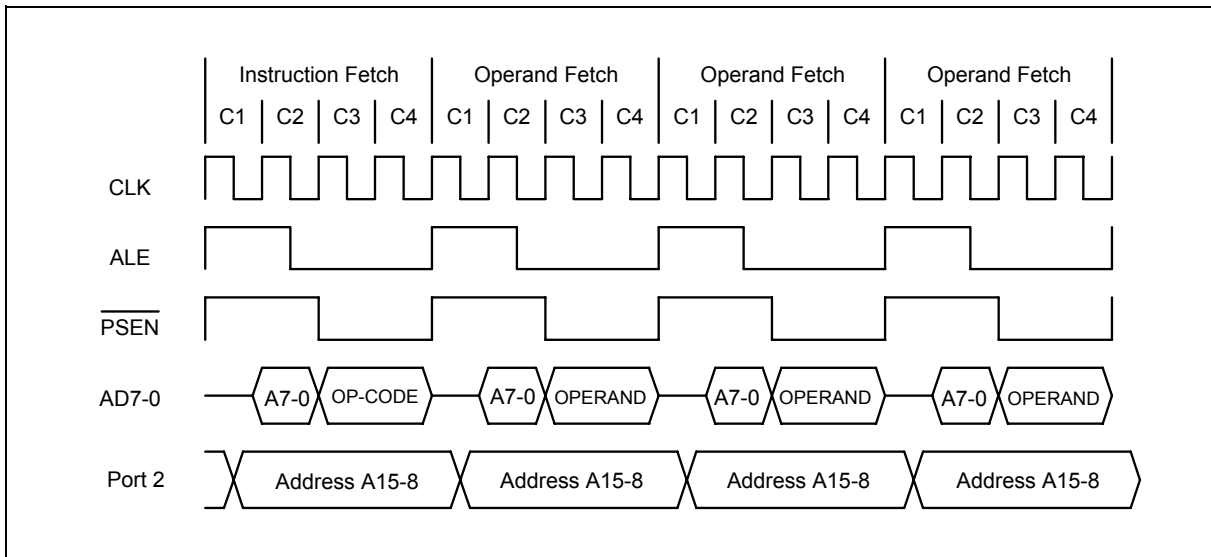 Instruction Fetch Operand Fetch Operand Fetch Operand Fetch
C1 C2 C3 C4 C1 C2 C3 C4 C1 C2 C3 C4 C1 C2 C3 C4
CLK
ALE
PSEN
AD7-0 A7-0 OP-CODE A7-0 OPERAND A7-0 OPERAND A7-0 OPERAND
Port 2 Address A15-8 Address A15-8 Address A15-8 Address A15-8